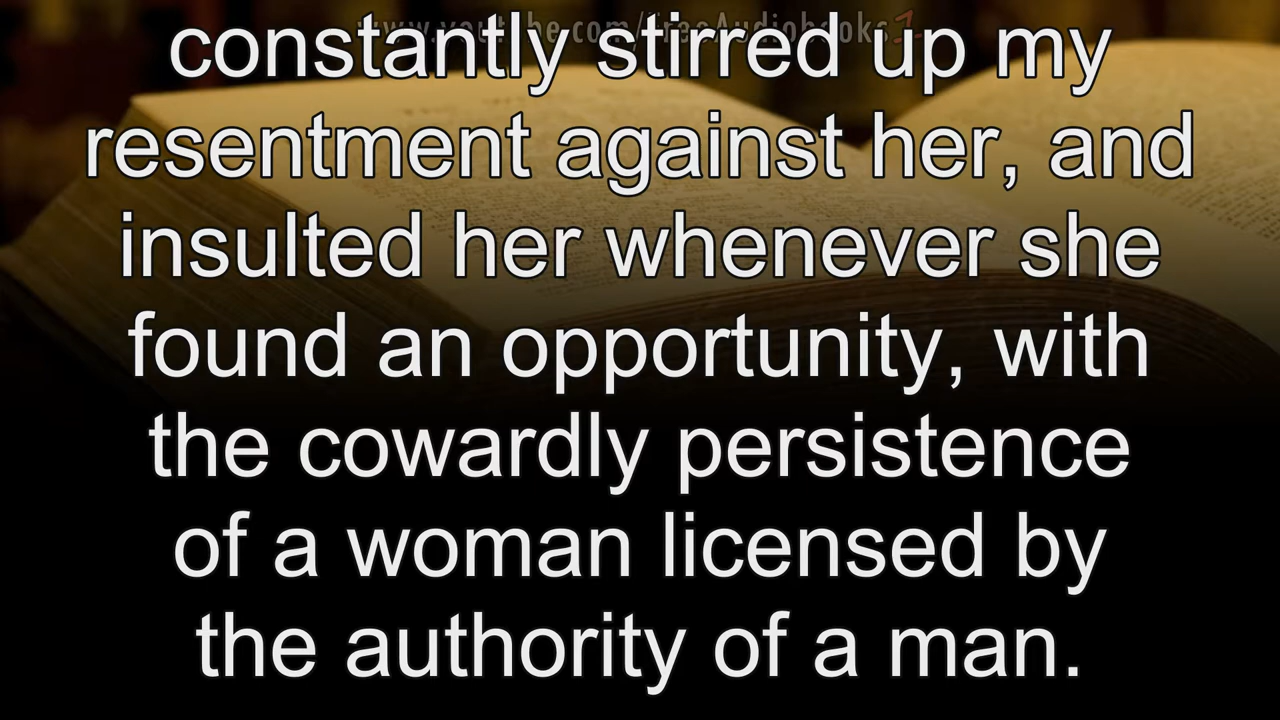 www.youtube.com/FreeAudiobooks1
constantly stirred up my
resentment against her, and
insulted her whenever she
found an opportunity, with
the cowardly persistence
of a woman licensed by
the authority of a man.